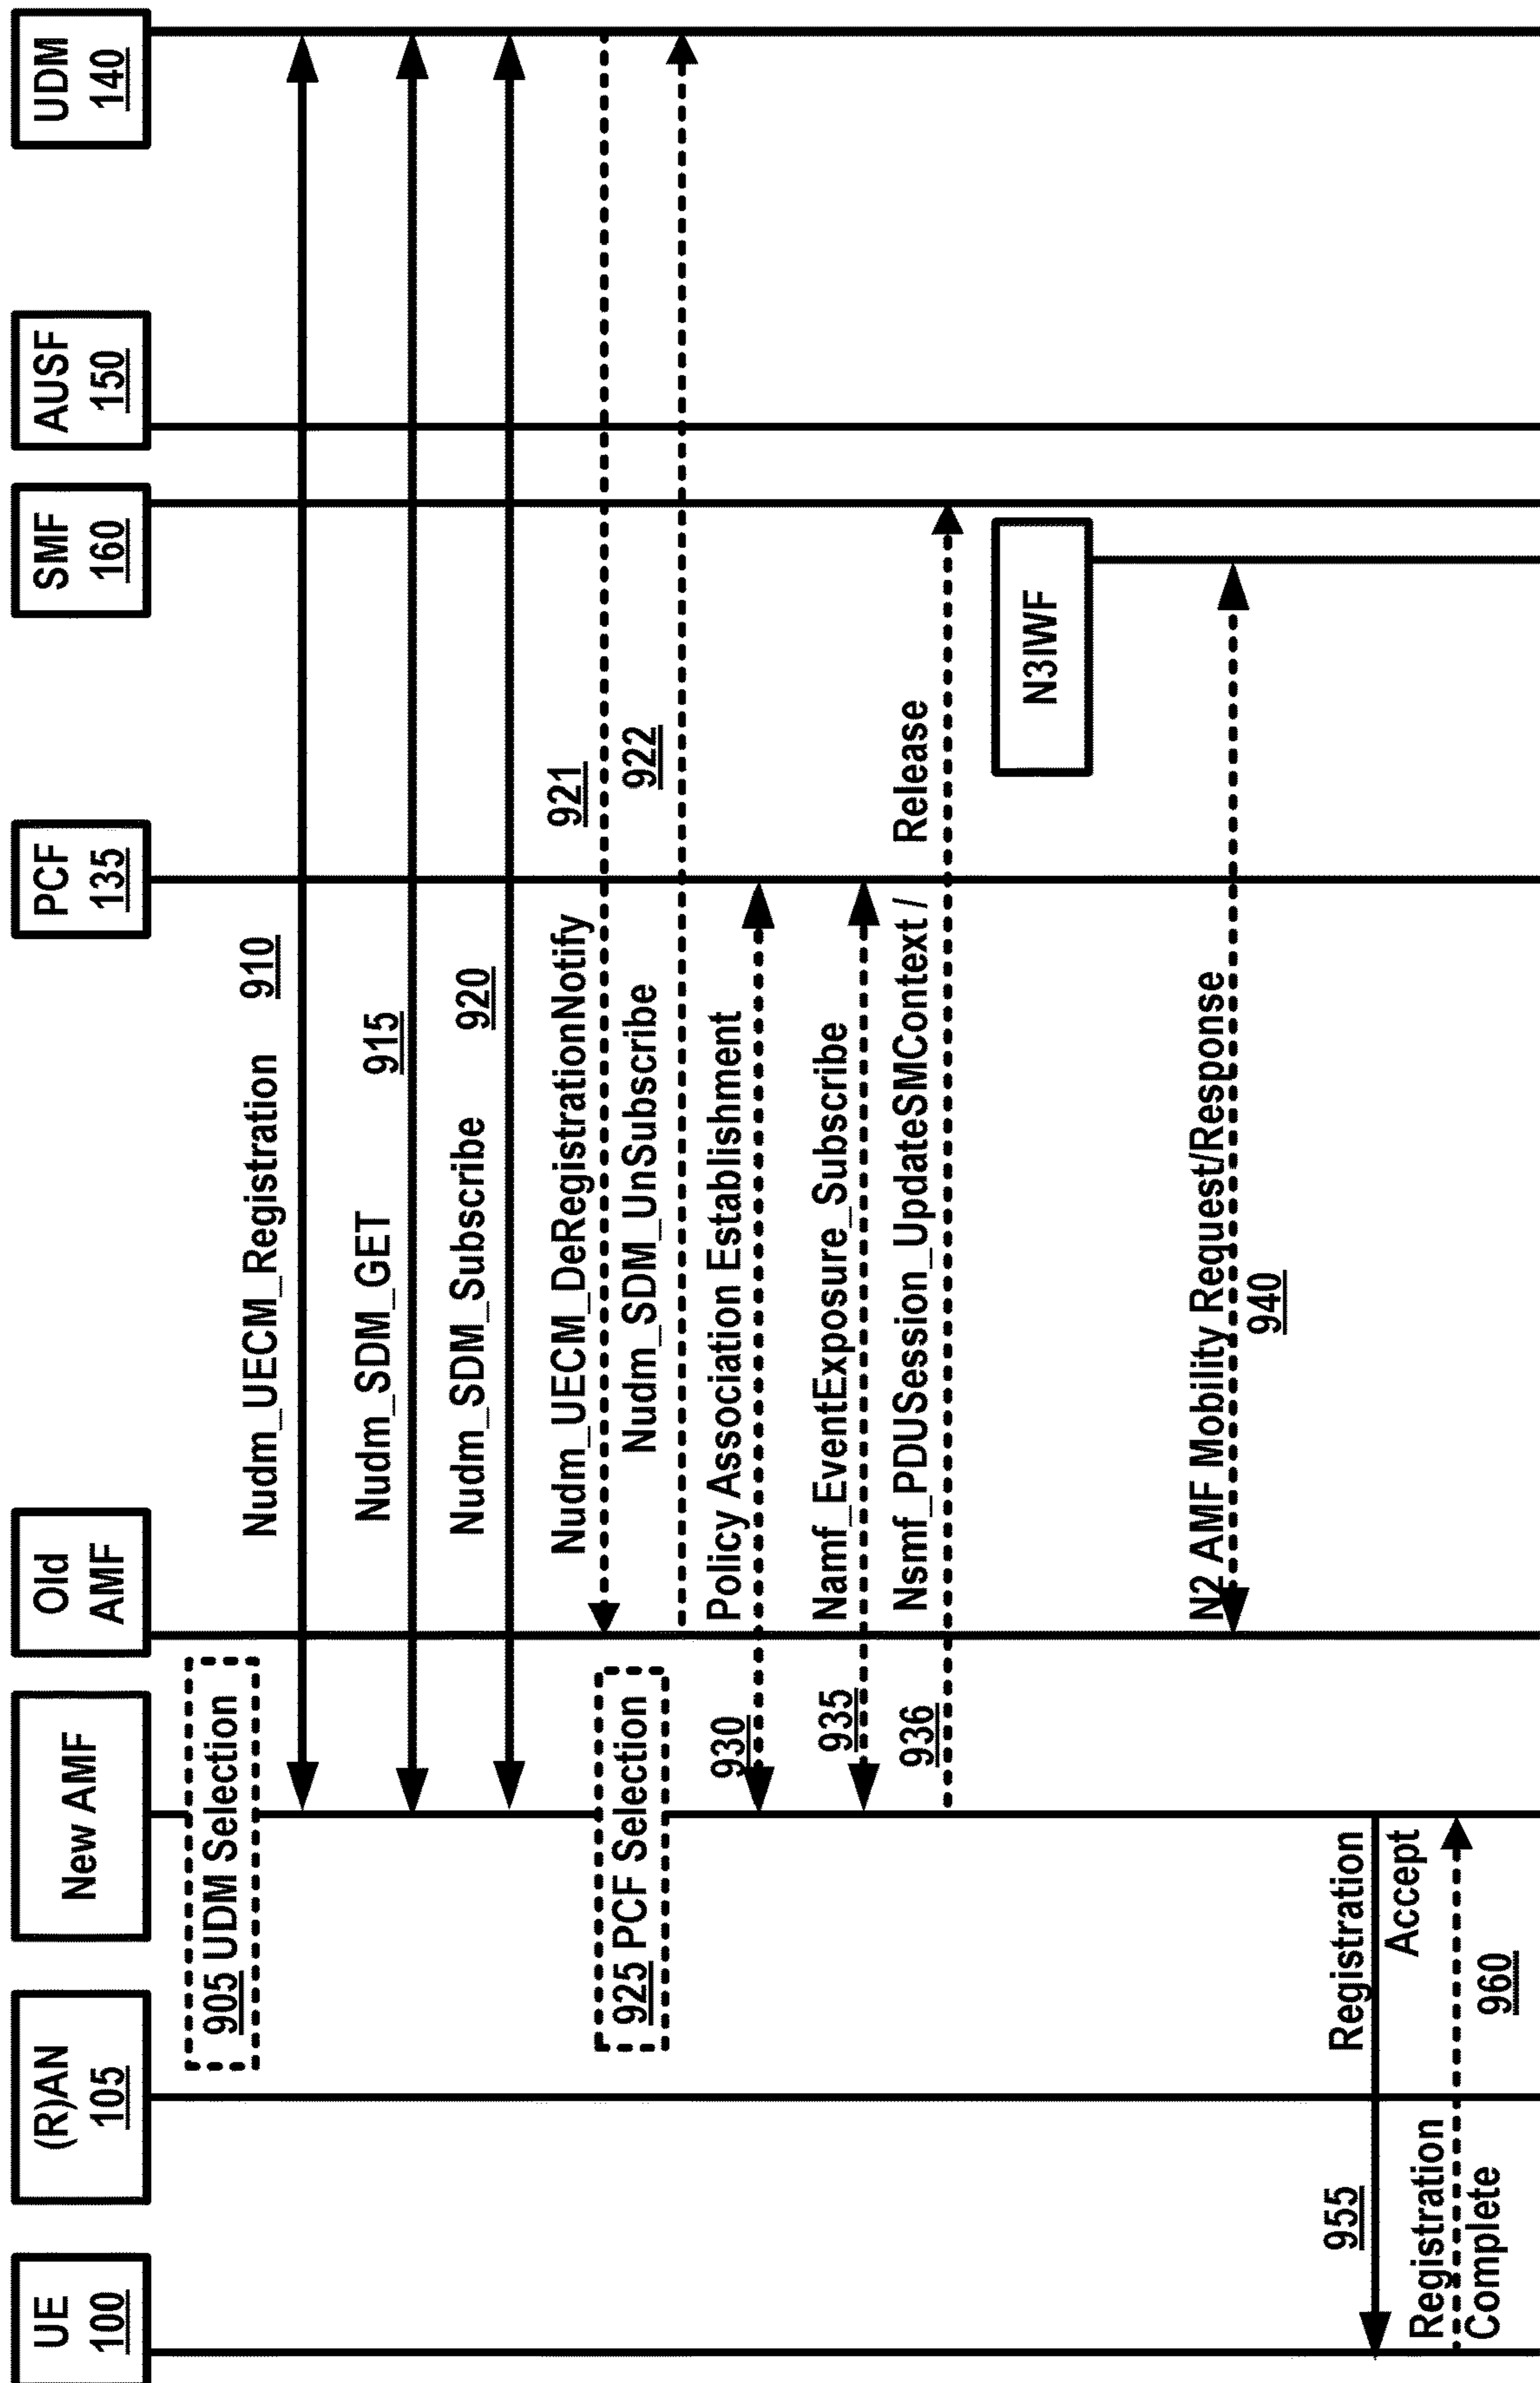 UE
100
(R)AN
105
New AMF
Old
AMF
PCF
135
SMF
160
AUSF
150
UDM
140
905 UDM Selection
Nudm_UECM_Registration 910
Nudm_SDM_GET 915
Nudm_SDM_Subscribe 920
Nudm_UECM_DeRegistrationNotify 921
925 PCF Selection
Nudm_SDM_UnSubscribe 922
Policy Association Establishment
930
Namf_EventExposure_Subscribe
935
Nsmf_PDUSession_UpdateSMContext / Release
936
N3IWF
N2 AMF Mobility Request/Response
940
955
Registration
Accept
Registration
Complete
960